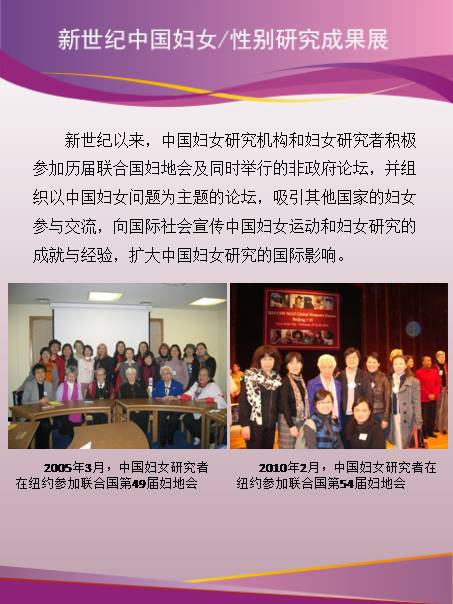 新世纪中国妇女/性别研究成果展
新世纪以来，中国妇女研究机构和妇女研究者积极
参加历届联合国妇地会及同时举行的非政府论坛，并组
织以中国妇女问题为主题的论坛，吸引其他国家的妇女
参与交流，向国际社会宣传中国妇女运动和妇女研究的
成就与经验，扩大中国妇女研究的国际影响。
2005年3月，中国妇女研究者
在纽约参加联合国第49届妇地会
2010年2月，中国妇女研究者在
纽约参加联合国第54届妇地会